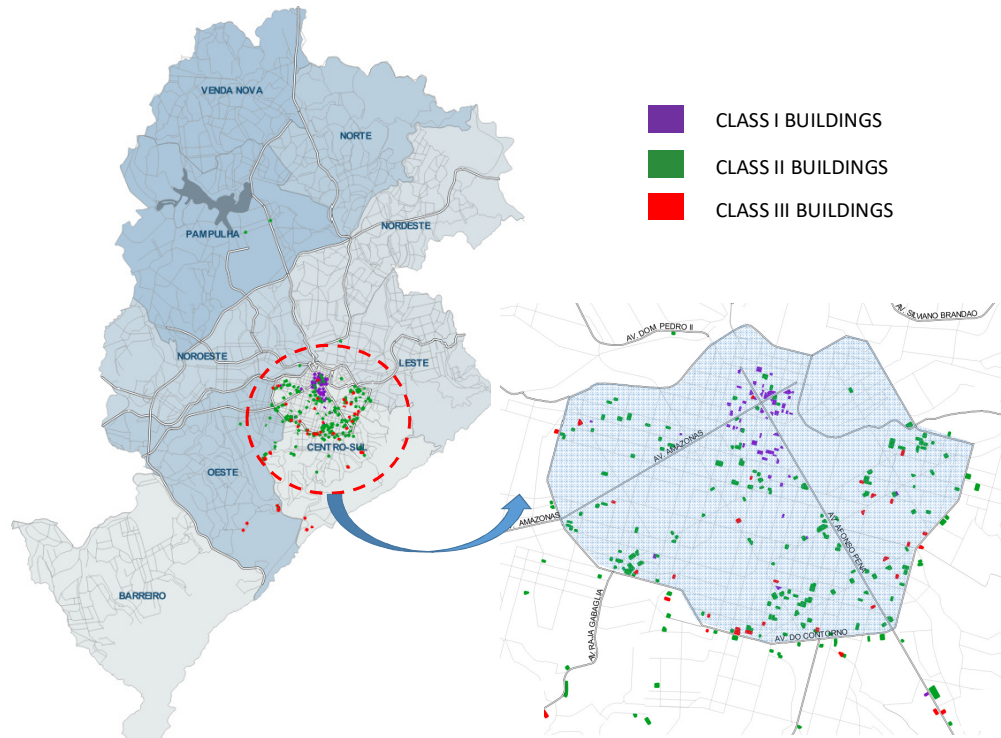 VENDA NOVA
NORTE
PAMPULHA
NORDESTE
NOROESTE
LESTE
CENTRO-SUL
OESTE
BARREIRO
CLASS I BUILDINGS
CLASS II BUILDINGS
CLASS III BUILDINGS
AV. SILVIANO BRANDAO
AV. DOM PEDRO II
AV. AMAZONAS
AMAZONAS
AV. AFONSO PENA
AV. RAJA GABAGLIA
AV. DO CONTORNO